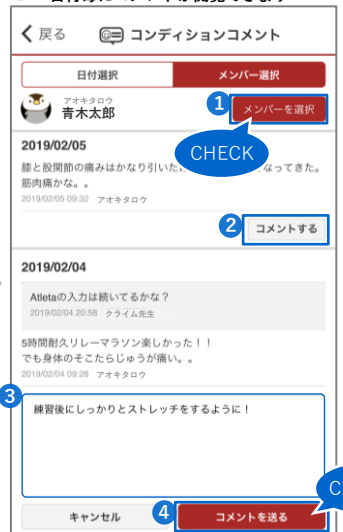 戻る コンディションコメント
日付選択 メンバー選択
アオキタロウ
青木太郎
1 メンバーを選択
CHECK
2019/02/05
膝と股関節の痛みはかなり引いた なってきた。
筋肉痛かな。。
2019/02/05 09:32 アオキタロウ
2 コメントする
2019/02/04
Atletaの入力は続いてるかな？
2019/02/04 20:58 クライム先生
5時間耐久リレーマラソン楽しかった！！
でも身体のそこたらじゅうが痛い。。
2019/02/04 09:28 アオキタロウ
3
練習後にしっかりとストレッチをするように！
キャンセル 4 コメントを送る